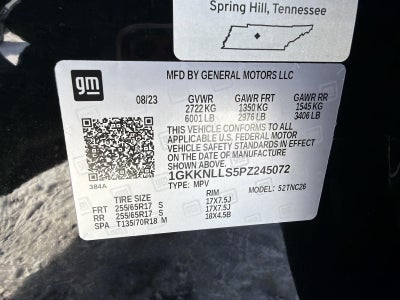 Spring Hill, Tennessee
gm
MFD BY GENERAL MOTORS LLC
08/23 GVWR GAWR FRT GAWR RR
2722 KG 1350 KG 1545 KG
6001 LB 2976 LB 3406 LB
THIS VEHICLE CONFORMS TO ALL APPLICABLE
U.S. FEDERAL MOTOR VEHICLE SAFETY
AND THEFT PREVENTION STANDARDS IN EFFECT
ON THE DATE OF MANUFACTURE
SHOWN ABOVE.
1GKKNLLS5PZ245072
384A TYPE: MPV MODEL: 52TNC26
TIRE SIZE RIM
FRT 255/65R17 S 17X7.5J
RR 255/65R17 S 17X7.5J
SPA T135/70R18 M 18X4.5B